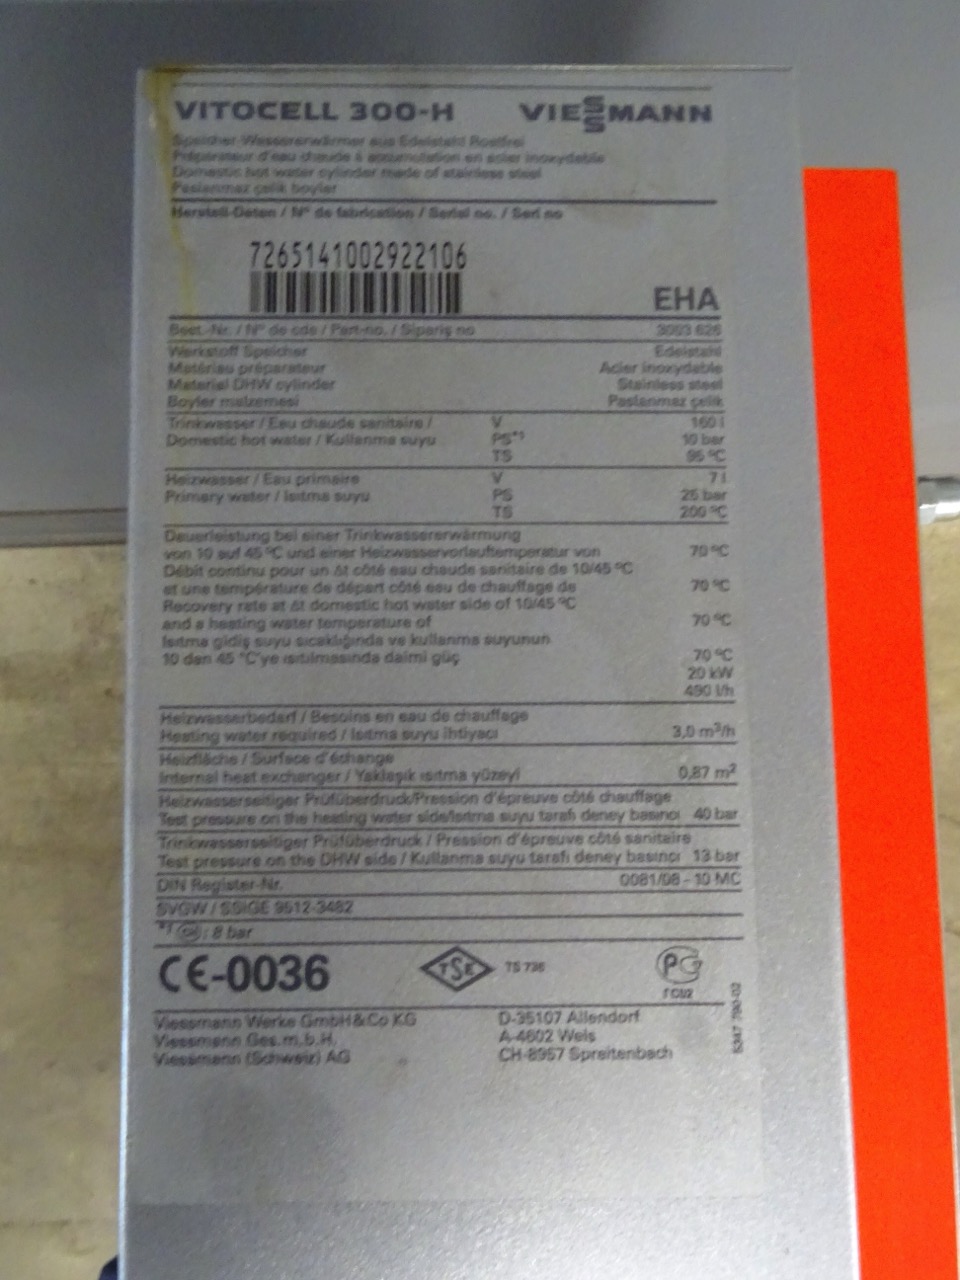 VITOCELL 300-H VIESSMANN
Speicher-Wassererwärmer aus Edelstahl Rostfrei
Préparateur d'eau chaude à accumulation en acier inoxydable
Domestic hot water cylinder made of stainless steel
Paslanmaz çelik boyler
Herstell-Daten / N° de fabrication / Serial no. / Seri no
7265141002922106
EHA
Best.-Nr. / N° de cde / Part-no. / Sipariş no 3003 626
Werkstoff Speicher Edelstahl
Matériau préparateur Acier inoxydable
Material DHW cylinder Stainless steel
Boyler malzemesi Paslanmaz çelik
Trinkwasser / Eau chaude sanitaire / V 160 l
Domestic hot water / Kullanma suyu PS*1 10 bar
TS 95 °C
Heizwasser / Eau primaire V 7 l
Primary water / Isıtma suyu PS 25 bar
TS 200 °C
Dauerleistung bei einer Trinkwassererwärmung
von 10 auf 45 °C und einer Heizwasservorlauftemperatur von 70 °C
Débit continu pour un Δt côté eau chaude sanitaire de 10/45 °C
et une température de départ côté eau de chauffage de 70 °C
Recovery rate at Δt domestic hot water side of 10/45 °C
and a heating water temperature of 70 °C
Isıtma gidiş suyu sıcaklığında ve kullanma suyunun
10 dan 45 °C'ye ısıtılmasında daimi güç 70 °C
20 kW
490 l/h
Heizwasserbedarf / Besoins en eau de chauffage
Heating water required / Isıtma suyu ihtiyacı 3,0 m³/h
Heizfläche / Surface d'échange
Internal heat exchanger / Yaklaşık ısıtma yüzeyi 0,87 m²
Heizwasserseitiger Prüfüberdruck/Pression d'épreuve côté chauffage
Test pressure on the heating water side/Isıtma suyu tarafı deney basıncı 40 bar
Trinkwasserseitiger Prüfüberdruck / Pression d'épreuve côté sanitaire
Test pressure on the DHW side / Kullanma suyu tarafı deney basıncı 13 bar
DIN Register-Nr. 0081/08 - 10 MC
SVGW / SSIGE 9612-3482
*1 CH : 8 bar
CE-0036 TSE TS 736
Viessmann Werke GmbH & Co KG D-35107 Allendorf
Viessmann Ges.m.b.H. A-4602 Wels
Viessmann (Schweiz) AG CH-8957 Spreitenbach